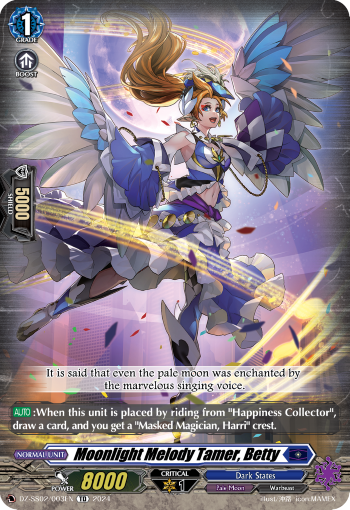 1
GRADE
BOOST
5000
SHIELD
It is said that even the pale moon was enchanted by
the marvelous singing voice.
AUTO :When this unit is placed by riding from "Happiness Collector",
draw a card, and you get a "Masked Magician, Harri" crest.
NORMAL UNIT
Moonlight Melody Tamer, Betty
POWER 8000
CRITICAL
1
Dark States
Pale Moon
Warbeast
DZ-SS02/003EN TD 2024